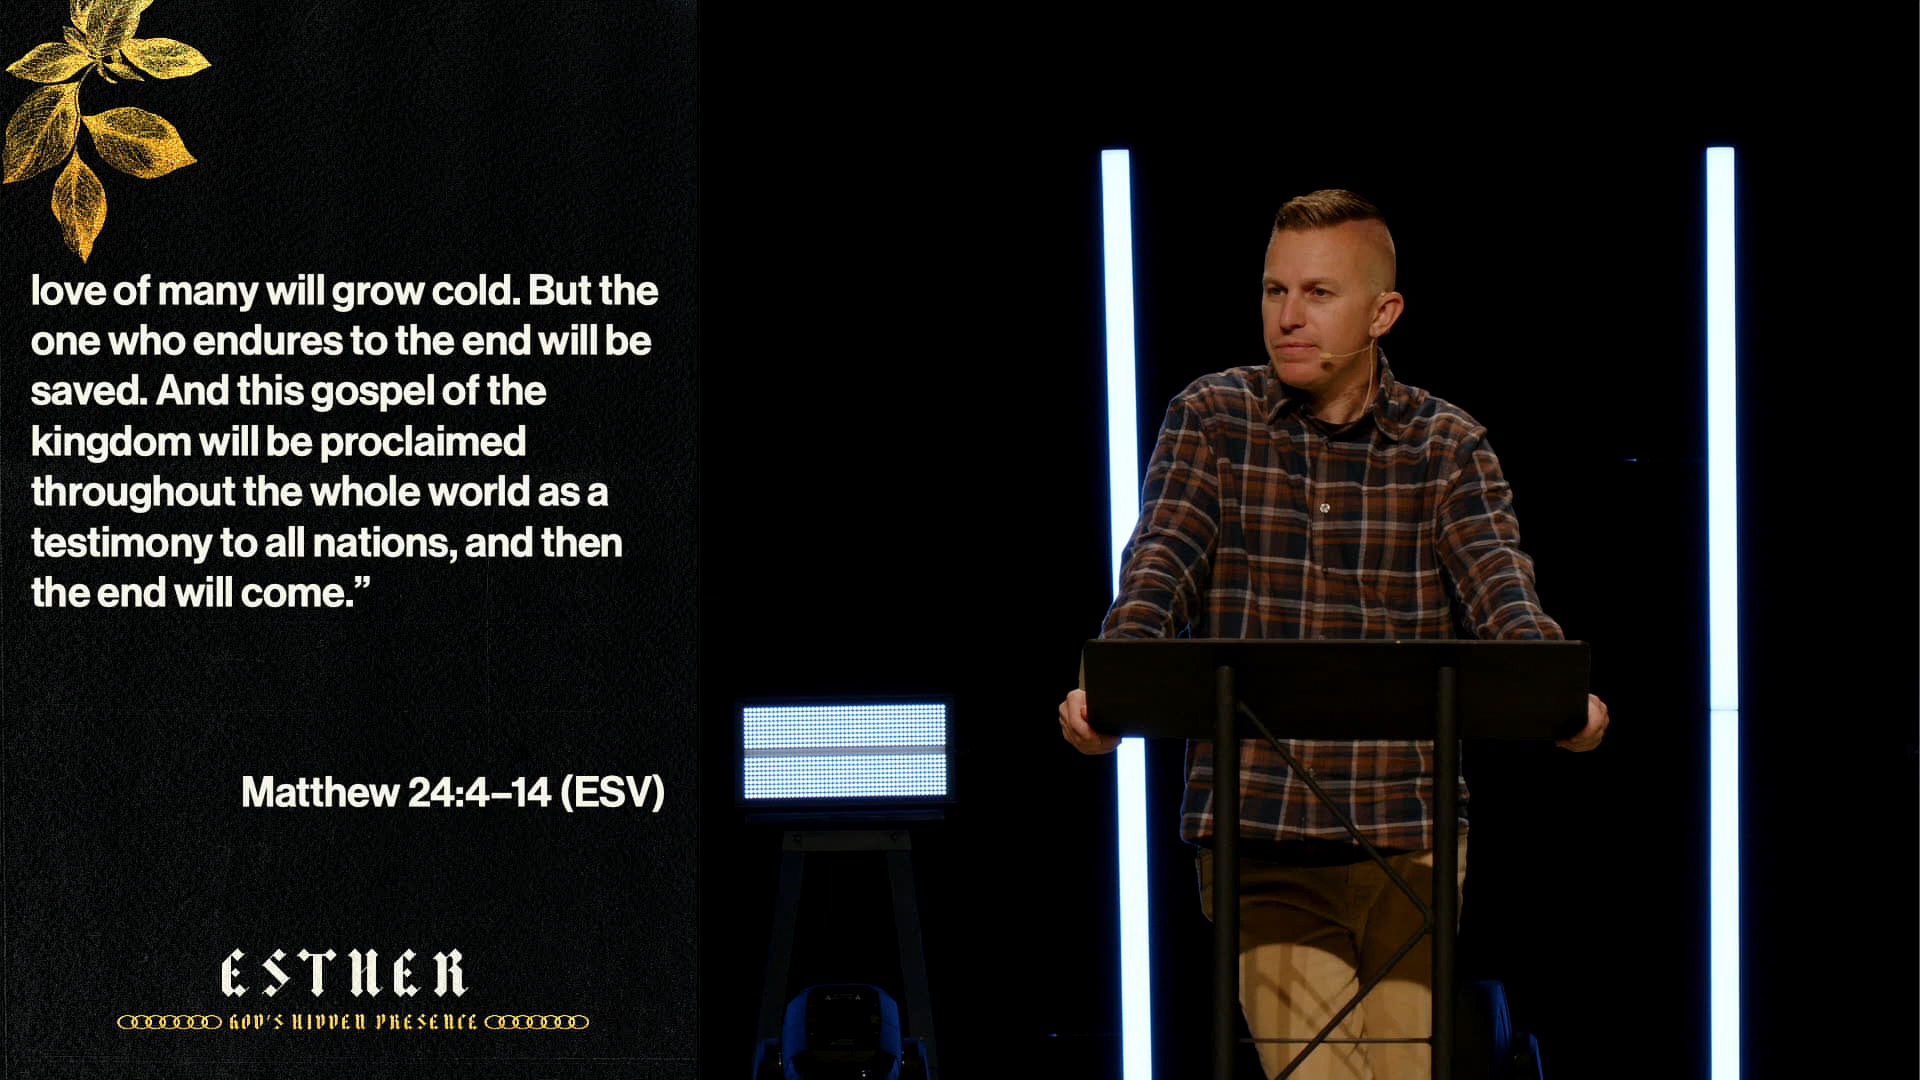 love of many will grow cold. But the
one who endures to the end will be
saved. And this gospel of the
kingdom will be proclaimed
throughout the whole world as a
testimony to all nations, and then
the end will come.”
Matthew 24:4–14 (ESV)
ESTHER
GOD'S HIDDEN PRESENCE